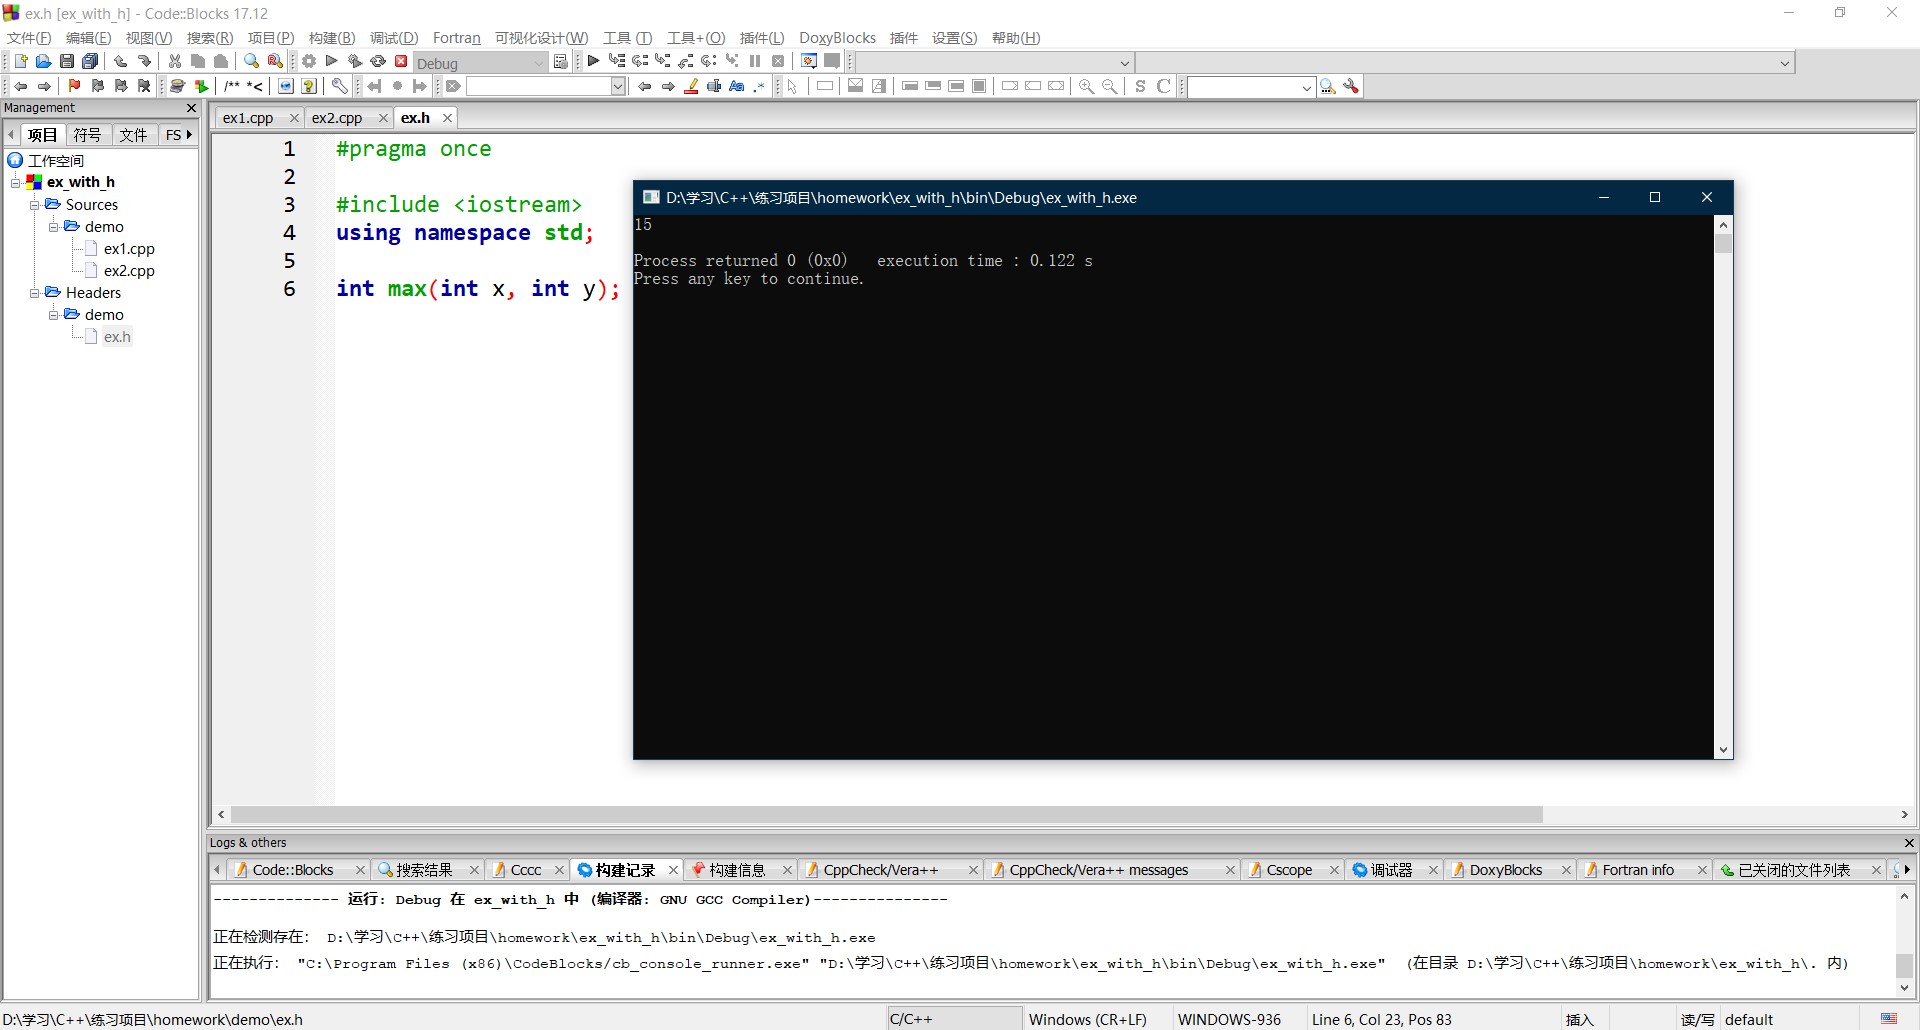 ex.h [ex_with_h] - Code::Blocks 17.12
文件(F) 编辑(E) 视图(V) 搜索(R) 项目(P) 构建(B) 调试(D) Fortran 可视化设计(W) 工具 (T) 工具+(O) 插件(L) DoxyBlocks 插件 设置(S) 帮助(H)
Debug
/** *<
Aa .* S C
Management
项目 符号 文件 FS
ex1.cpp ex2.cpp ex.h
工作空间
ex_with_h
Sources
demo
ex1.cpp
ex2.cpp
Headers
demo
ex.h
1 #pragma once
2
3 #include <iostream>
4 using namespace std;
5
6 int max(int x, int y);
D:\学习\C++\练习项目\homework\ex_with_h\bin\Debug\ex_with_h.exe
15
Process returned 0 (0x0) execution time : 0.122 s
Press any key to continue.
Logs & others
Code::Blocks 搜索结果 Cccc 构建记录 构建信息 CppCheck/Vera++ CppCheck/Vera++ messages Cscope 调试器 DoxyBlocks Fortran info 已关闭的文件列表
-------------- 运行: Debug 在 ex_with_h 中 (编译器: GNU GCC Compiler)---------------
正在检测存在: D:\学习\C++\练习项目\homework\ex_with_h\bin\Debug\ex_with_h.exe
正在执行: "C:\Program Files (x86)\CodeBlocks/cb_console_runner.exe" "D:\学习\C++\练习项目\homework\ex_with_h\bin\Debug\ex_with_h.exe" (在目录 D:\学习\C++\练习项目\homework\ex_with_h\. 内)
D:\学习\C++\练习项目\homework\demo\ex.h C/C++ Windows (CR+LF) WINDOWS-936 Line 6, Col 23, Pos 83 插入 读/写 default